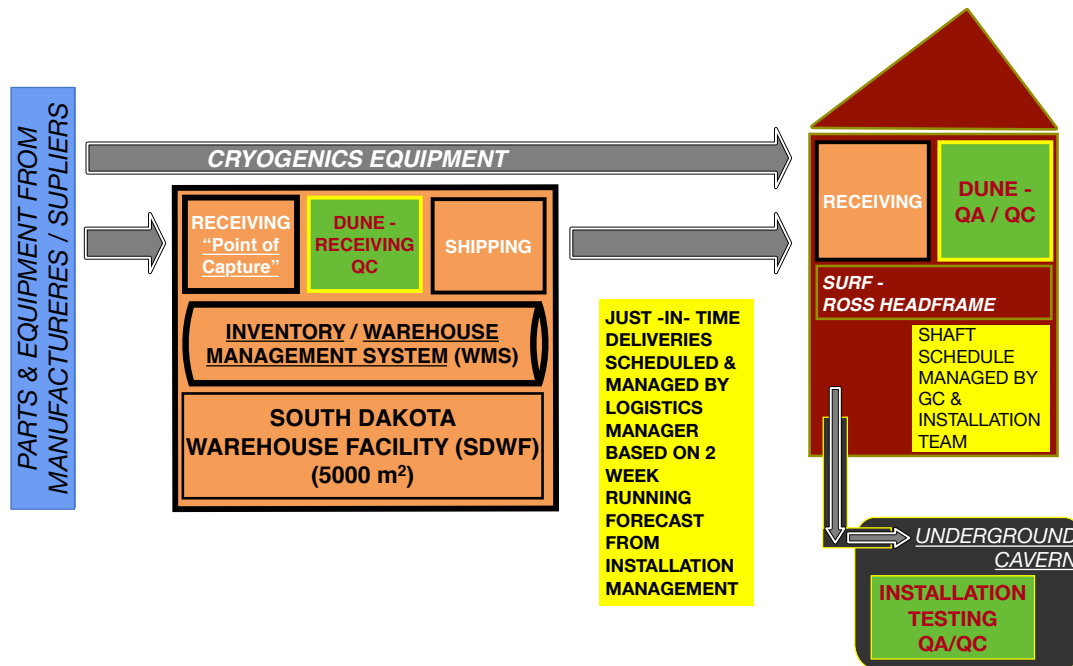 PARTS & EQUIPMENT FROM
MANUFACTURERES / SUPLIERS
CRYOGENICS EQUIPMENT
RECEIVING
“Point of
Capture”
DUNE -
RECEIVING
QC
SHIPPING
INVENTORY / WAREHOUSE
MANAGEMENT SYSTEM (WMS)
SOUTH DAKOTA
WAREHOUSE FACILITY (SDWF)
(5000 m²)
JUST -IN- TIME
DELIVERIES
SCHEDULED &
MANAGED BY
LOGISTICS
MANAGER
BASED ON 2
WEEK
RUNNING
FORECAST
FROM
INSTALLATION
MANAGEMENT
RECEIVING
DUNE -
QA / QC
SURF -
ROSS HEADFRAME
SHAFT
SCHEDULE
MANAGED BY
GC &
INSTALLATION
TEAM
UNDERGROUND
CAVERN
INSTALLATION
TESTING
QA/QC